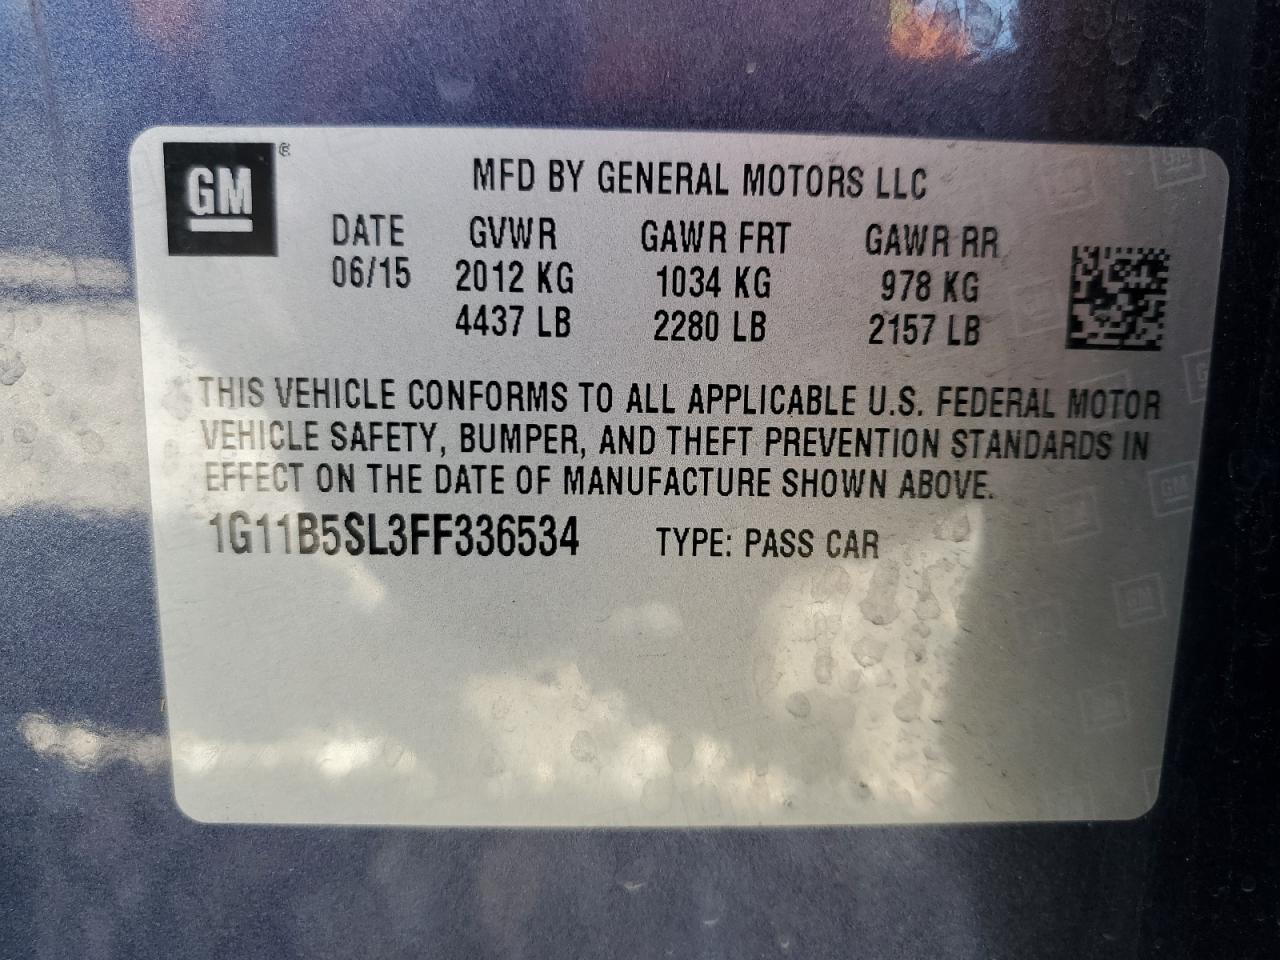 GM ®
MFD BY GENERAL MOTORS LLC
DATE GVWR GAWR FRT GAWR RR
06/15 2012 KG 1034 KG 978 KG
4437 LB 2280 LB 2157 LB
THIS VEHICLE CONFORMS TO ALL APPLICABLE U.S. FEDERAL MOTOR
VEHICLE SAFETY, BUMPER, AND THEFT PREVENTION STANDARDS IN
EFFECT ON THE DATE OF MANUFACTURE SHOWN ABOVE.
1G11B5SL3FF336534 TYPE: PASS CAR